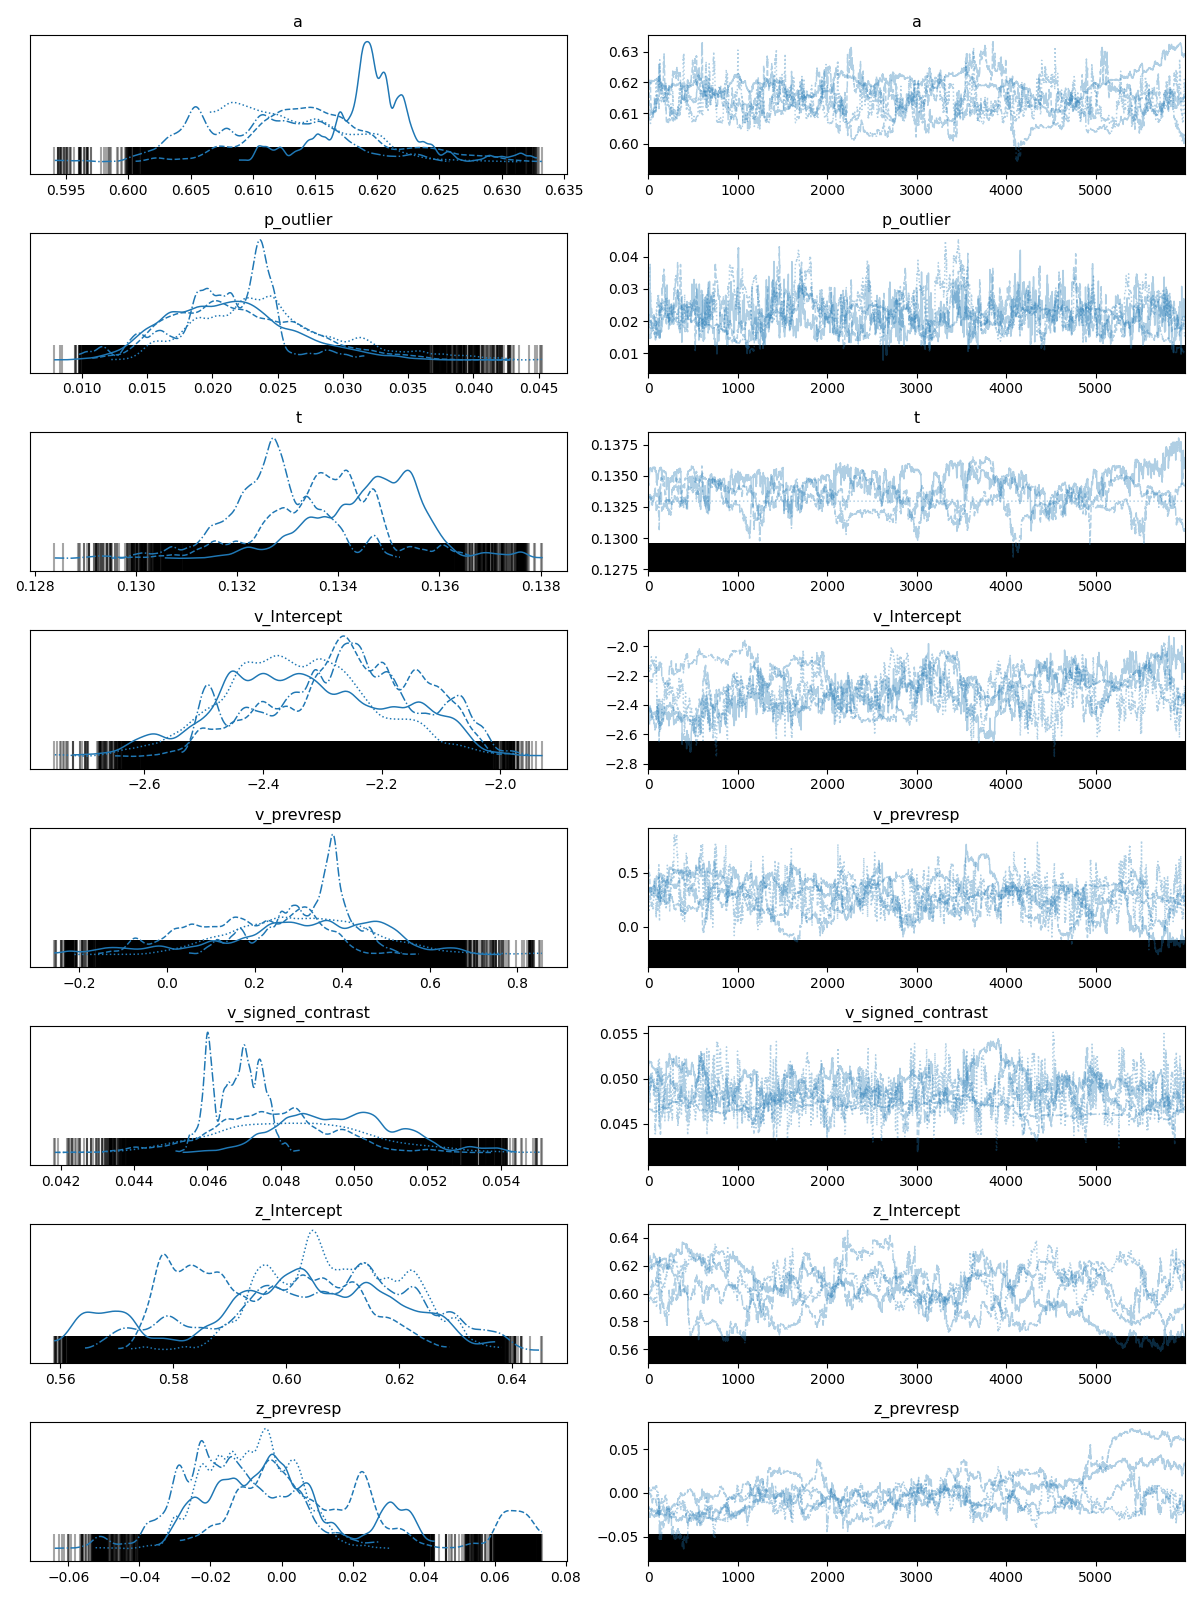 a a
0.63
0.62
0.61
0.60
0.595 0.600 0.605 0.610 0.615 0.620 0.625 0.630 0.635 0 1000 2000 3000 4000 5000
p_outlier p_outlier
0.04
0.03
0.02
0.01
0.010 0.015 0.020 0.025 0.030 0.035 0.040 0.045 0 1000 2000 3000 4000 5000
t t
0.1375
0.1350
0.1325
0.1300
0.1275
0.128 0.130 0.132 0.134 0.136 0.138 0 1000 2000 3000 4000 5000
v_Intercept v_Intercept
−2.0
−2.2
−2.4
−2.6
−2.8
−2.6 −2.4 −2.2 −2.0 0 1000 2000 3000 4000 5000
v_prevresp v_prevresp
0.5
0.0
−0.2 0.0 0.2 0.4 0.6 0.8 0 1000 2000 3000 4000 5000
v_signed_contrast v_signed_contrast
0.055
0.050
0.045
0.042 0.044 0.046 0.048 0.050 0.052 0.054 0 1000 2000 3000 4000 5000
z_Intercept z_Intercept
0.64
0.62
0.60
0.58
0.56
0.56 0.58 0.60 0.62 0.64 0 1000 2000 3000 4000 5000
z_prevresp z_prevresp
0.05
0.00
−0.05
−0.06 −0.04 −0.02 0.00 0.02 0.04 0.06 0.08 0 1000 2000 3000 4000 5000